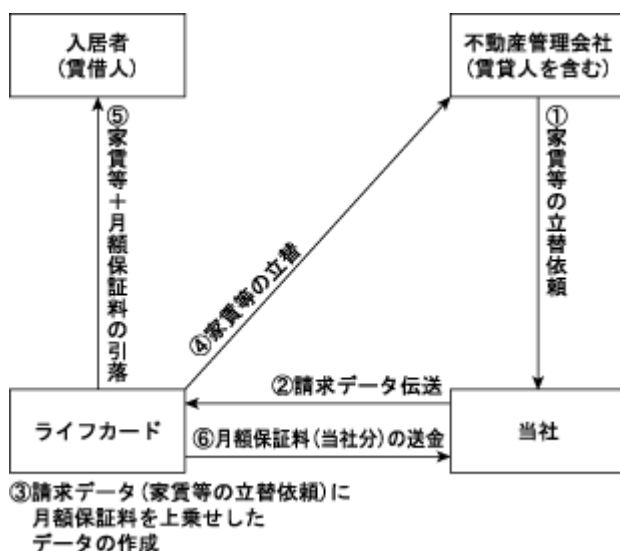 入居者
(賃借人)
不動産管理会社
(賃貸人を含む)
①家賃等の立替依頼
⑤家賃等＋月額保証料の引落
④家賃等の立替
②請求データ伝送
ライフカード
当社
⑥月額保証料(当社分)の送金
③請求データ(家賃等の立替依頼)に
月額保証料を上乗せした
データの作成